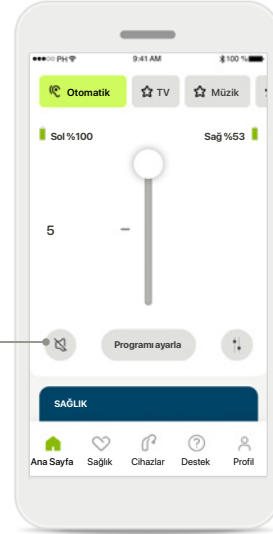 PH 9:41 AM 100 %
Otomatik TV Müzik
Sol %100 Sağ %53
5
Programı ayarla
SAĞLIK
Ana Sayfa Sağlık Cihazlar Destek Profil